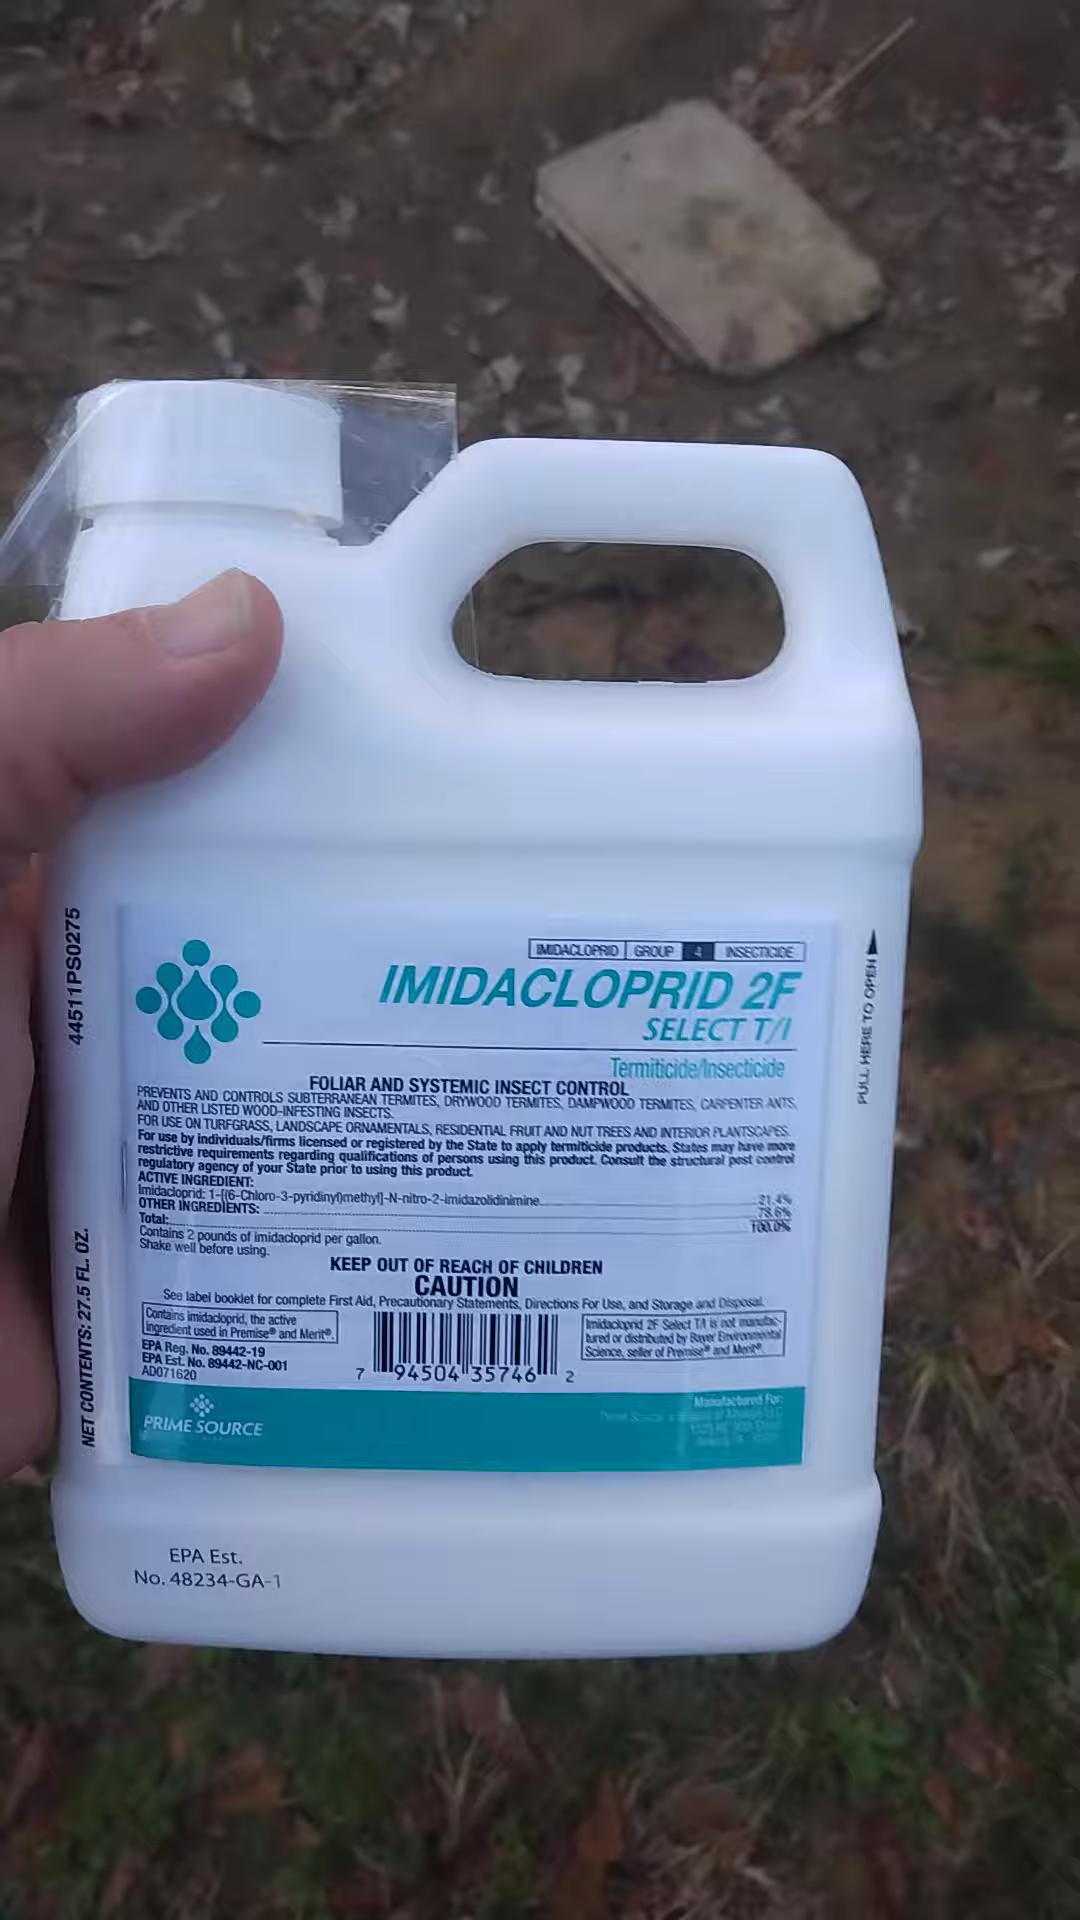 IMIDACLOPRID GROUP 4 INSECTICIDE
IMIDACLOPRID 2F
SELECT T/I
Termiticide/Insecticide
FOLIAR AND SYSTEMIC INSECT CONTROL
PREVENTS AND CONTROLS SUBTERRANEAN TERMITES, DRYWOOD TERMITES, DAMPWOOD TERMITES, CARPENTER ANTS,
AND OTHER LISTED WOOD-INFESTING INSECTS.
FOR USE ON TURFGRASS, LANDSCAPE ORNAMENTALS, RESIDENTIAL FRUIT AND NUT TREES AND INTERIOR PLANTSCAPES.
For use by individuals/firms licensed or registered by the State to apply termiticide products. States may have more
restrictive requirements regarding qualifications of persons using this product. Consult the structural pest control
regulatory agency of your State prior to using this product.
ACTIVE INGREDIENT:
Imidacloprid: 1-[(6-Chloro-3-pyridinyl)methyl]-N-nitro-2-imidazolidinimine 21.4%
OTHER INGREDIENTS: 78.6%
Total: 100.0%
Contains 2 pounds of imidacloprid per gallon.
Shake well before using.
KEEP OUT OF REACH OF CHILDREN
CAUTION
See label booklet for complete First Aid, Precautionary Statements, Directions For Use, and Storage and Disposal.
Contains imidacloprid, the active
ingredient used in Premise® and Merit®.
EPA Reg. No. 89442-19
EPA Est. No. 89442-NC-001
AD071620
7 94504 35746 2
Imidacloprid 2F Select T/I is not manufac-
tured or distributed by Bayer Environmental
Science, seller of Premise® and Merit®.
PRIME SOURCE
Manufactured For:
44511PS0275
NET CONTENTS: 27.5 FL. OZ.
PULL HERE TO OPEN
EPA Est.
No. 48234-GA-1